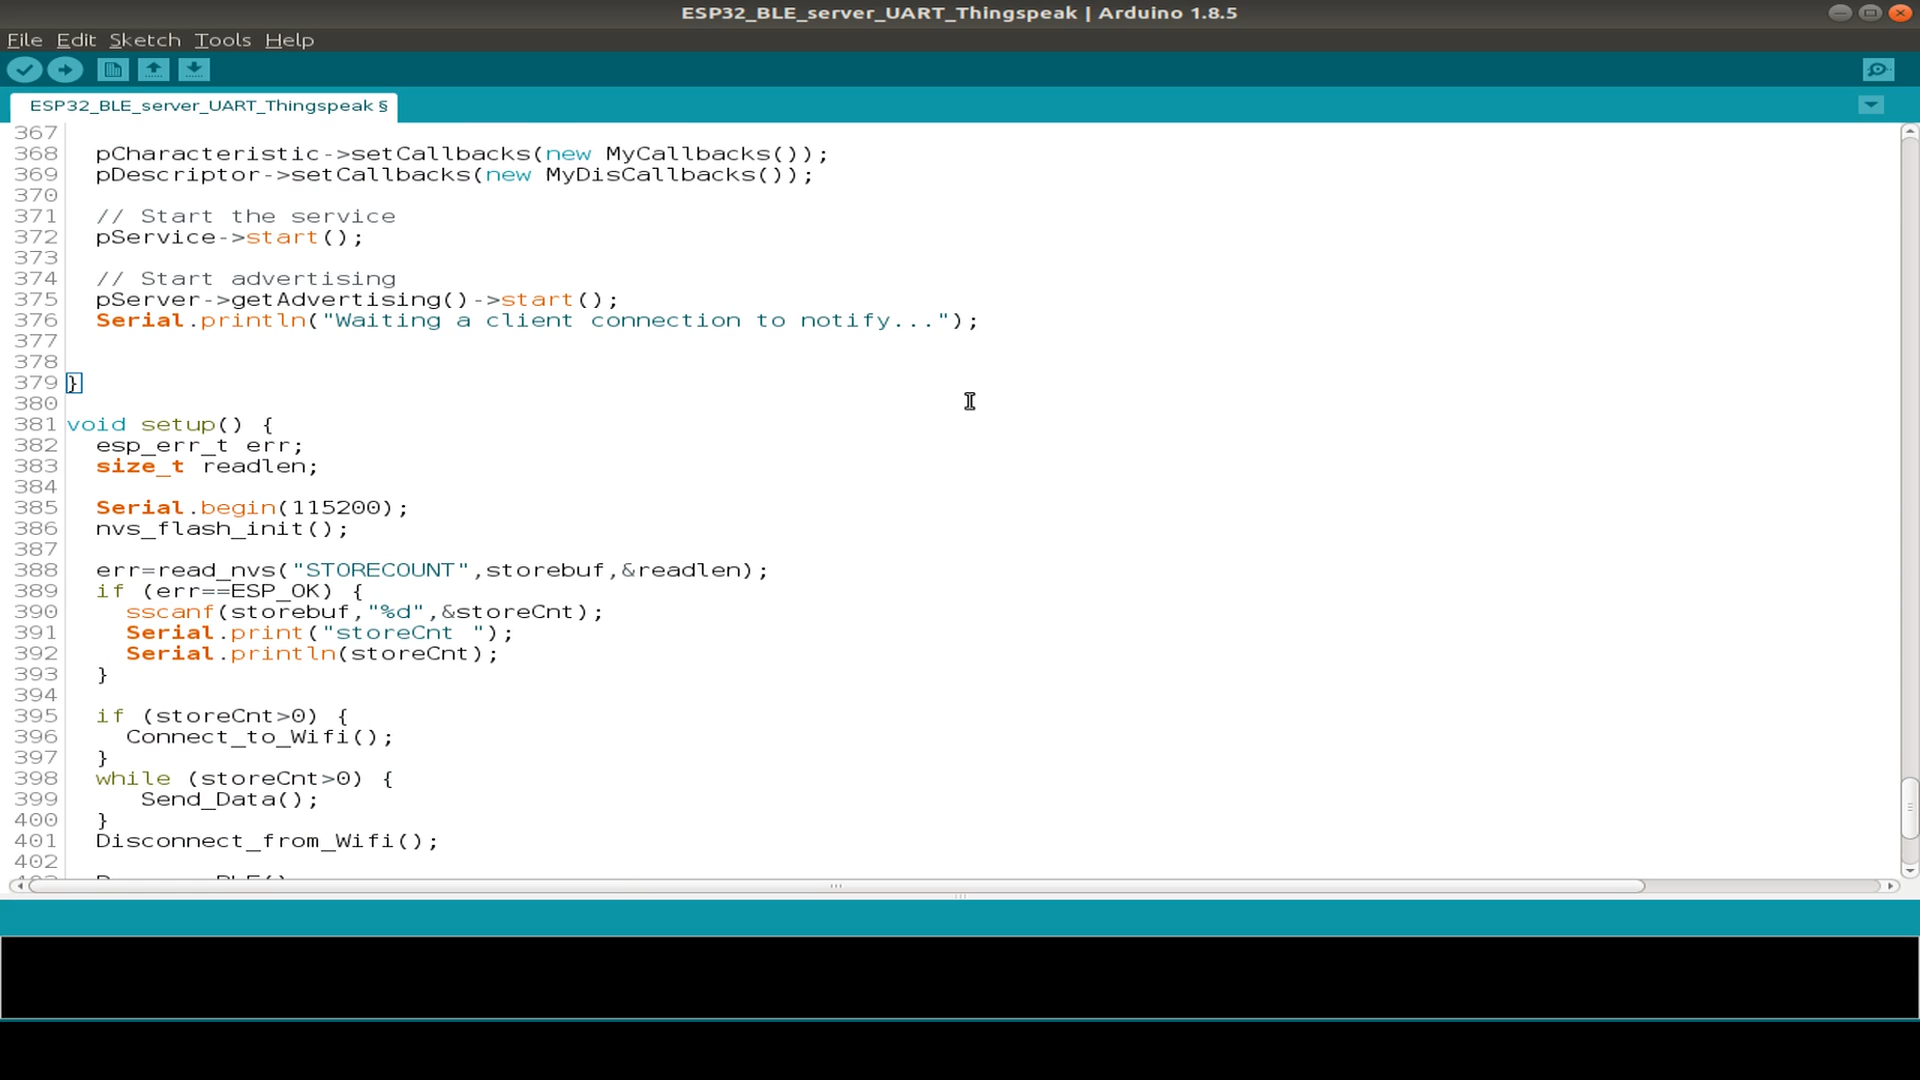 ESP32_BLE_server_UART_Thingspeak | Arduino 1.8.5
File Edit Sketch Tools Help
ESP32_BLE_server_UART_Thingspeak §
367
368 pCharacteristic->setCallbacks(new MyCallbacks());
369 pDescriptor->setCallbacks(new MyDisCallbacks());
370
371 // Start the service
372 pService->start();
373
374 // Start advertising
375 pServer->getAdvertising()->start();
376 Serial.println("Waiting a client connection to notify...");
377
378
379 }
380
381 void setup() {
382 esp_err_t err;
383 size_t readlen;
384
385 Serial.begin(115200);
386 nvs_flash_init();
387
388 err=read_nvs("STORECOUNT",storebuf,&readlen);
389 if (err==ESP_OK) {
390 sscanf(storebuf,"%d",&storeCnt);
391 Serial.print("storeCnt ");
392 Serial.println(storeCnt);
393 }
394
395 if (storeCnt>0) {
396 Connect_to_Wifi();
397 }
398 while (storeCnt>0) {
399 Send_Data();
400 }
401 Disconnect_from_Wifi();
402